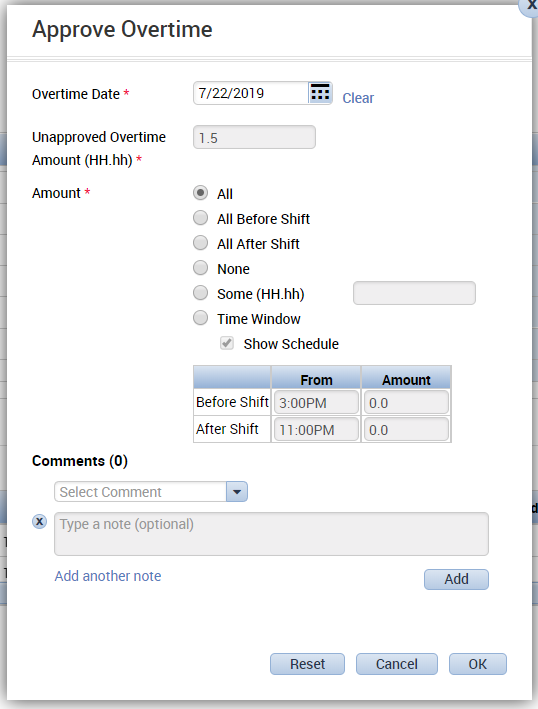 x
Approve Overtime
Overtime Date *
7/22/2019
Clear
Unapproved Overtime
Amount (HH.hh) *
1.5
Amount *
All
All Before Shift
All After Shift
None
Some (HH.hh)
Time Window
Show Schedule
From Amount
Before Shift 3:00PM 0.0
After Shift 11:00PM 0.0
Comments (0)
Select Comment
x
Type a note (optional)
Add another note
Add
Reset Cancel OK